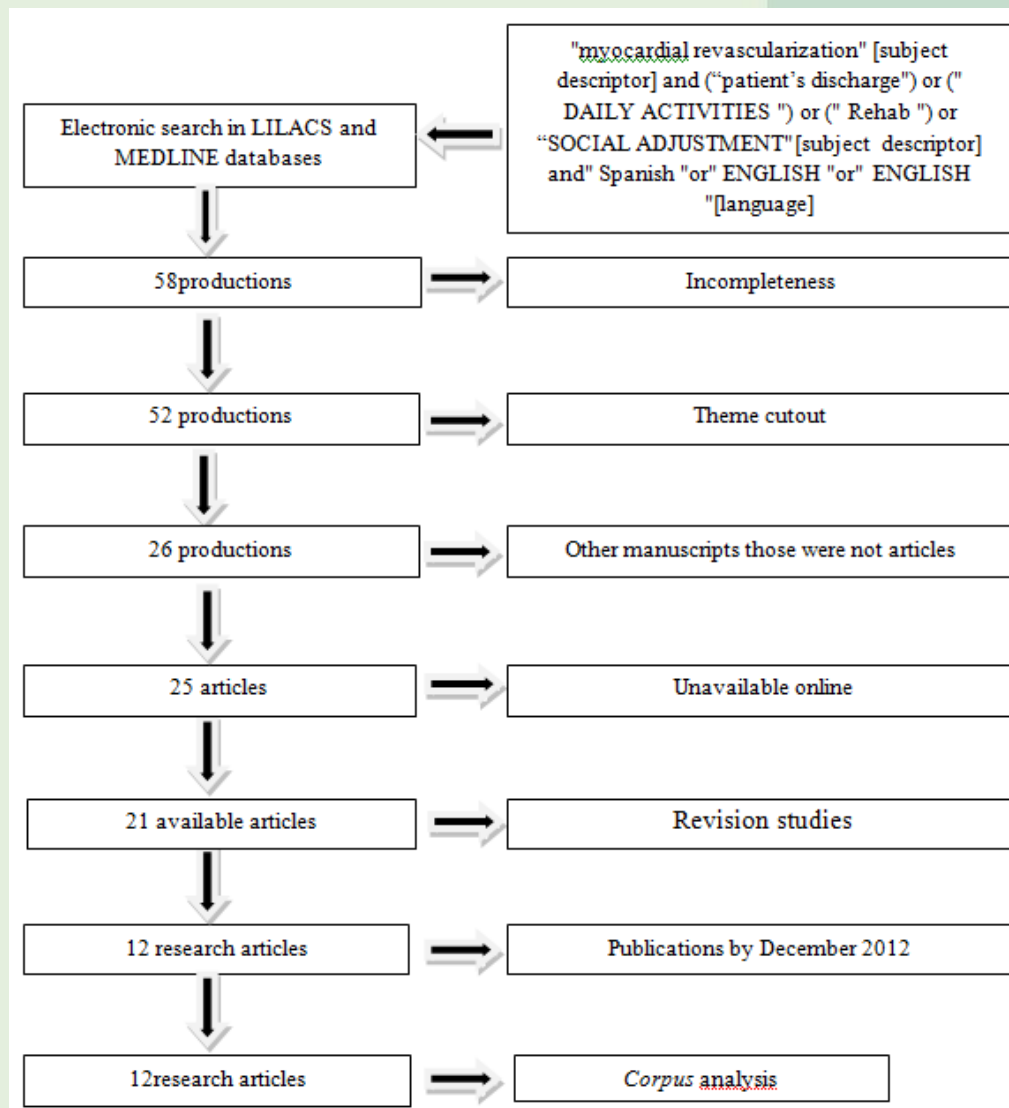 "myocardial revascularization" [subject
descriptor] and (“patient’s discharge") or ("
DAILY ACTIVITIES ") or (" Rehab ") or
“SOCIAL ADJUSTMENT" [subject descriptor]
and" Spanish "or" ENGLISH "or" ENGLISH
"[language]
Electronic search in LILACS and
MEDLINE databases
58productions
Incompleteness
52 productions
Theme cutout
26 productions
Other manuscripts those were not articles
25 articles
Unavailable online
21 available articles
Revision studies
12 research articles
Publications by December 2012
12research articles
Corpus analysis